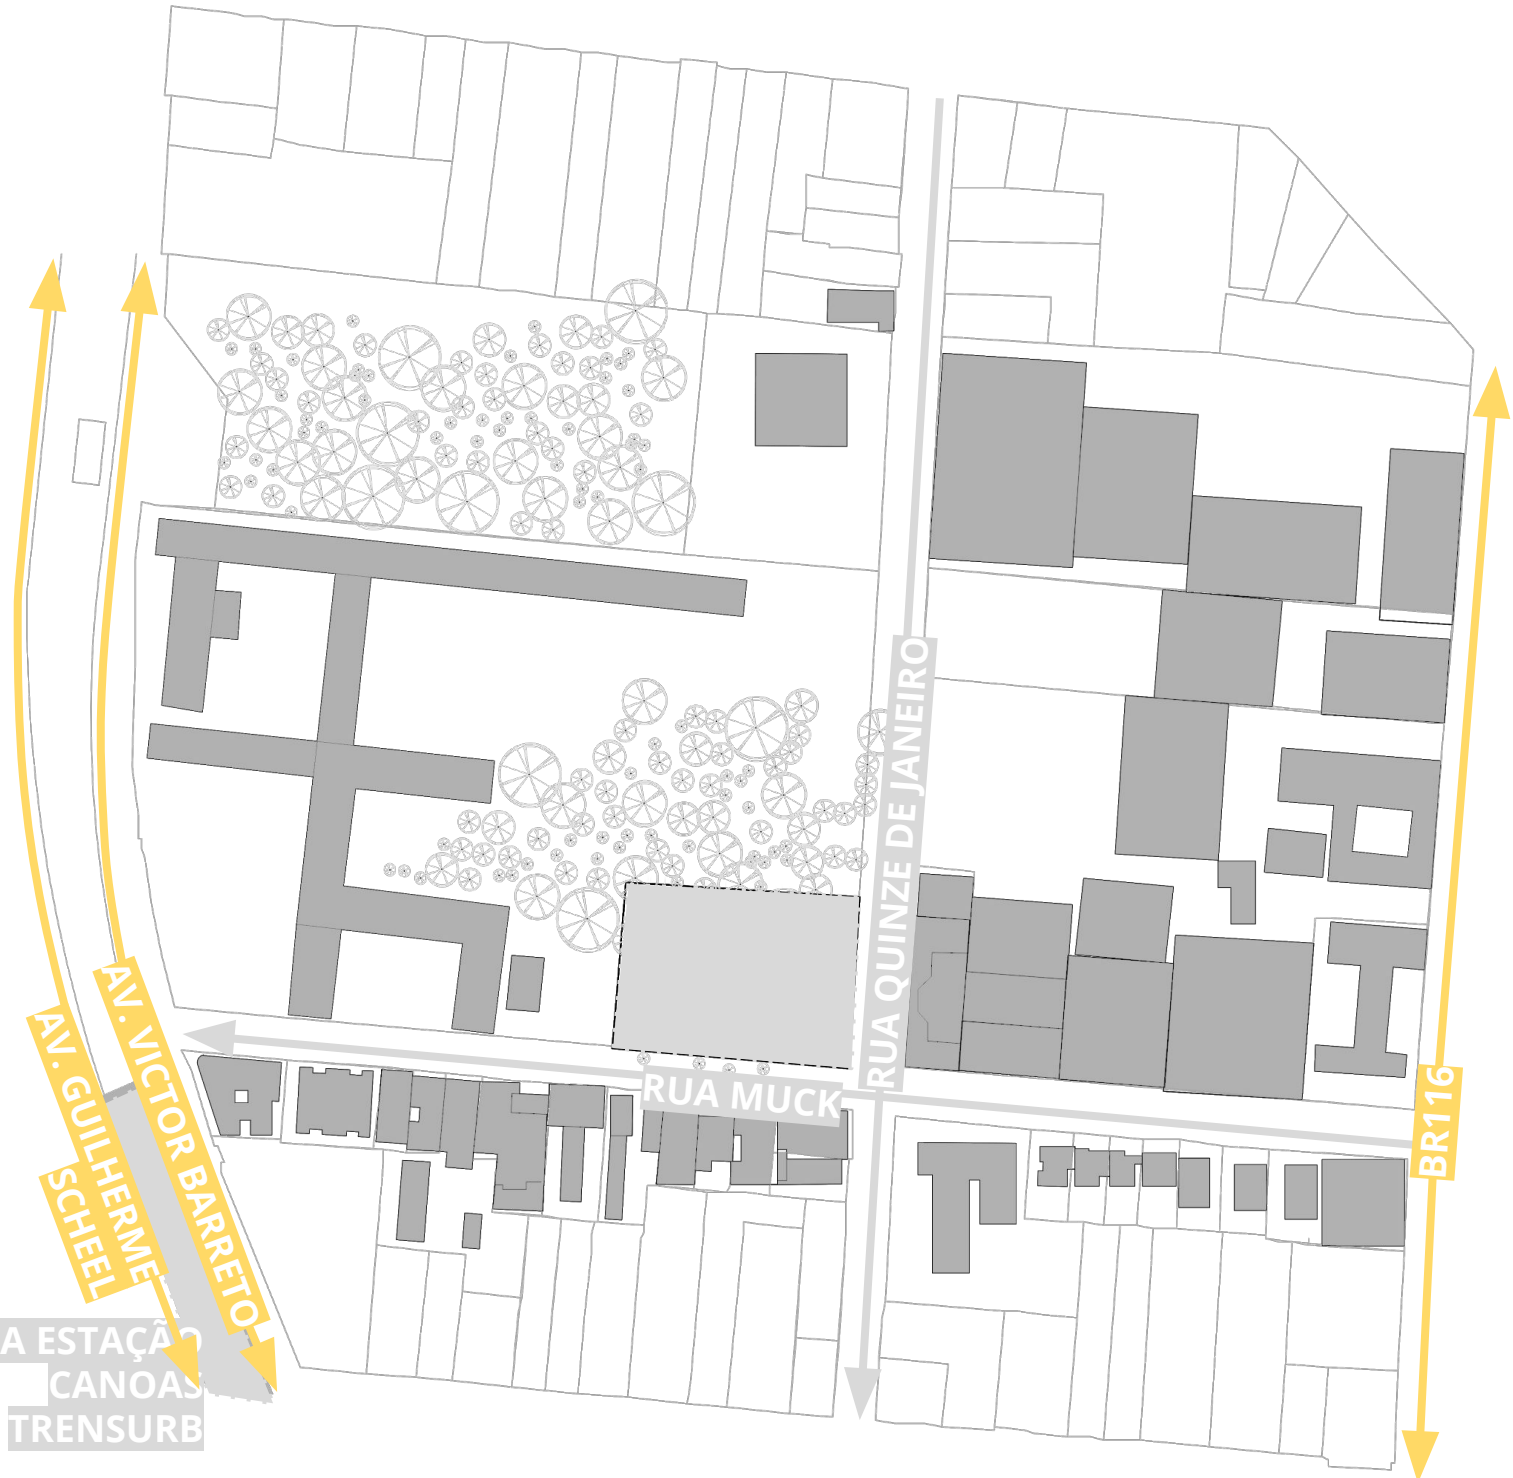 RUA QUINZE DE JANEIRO
AV. VICTOR BARRETO
AV. GUILHERME
SCHEEL
RUA MUCK
BR116
A ESTAÇÃO
CANOAS
TRENSURB